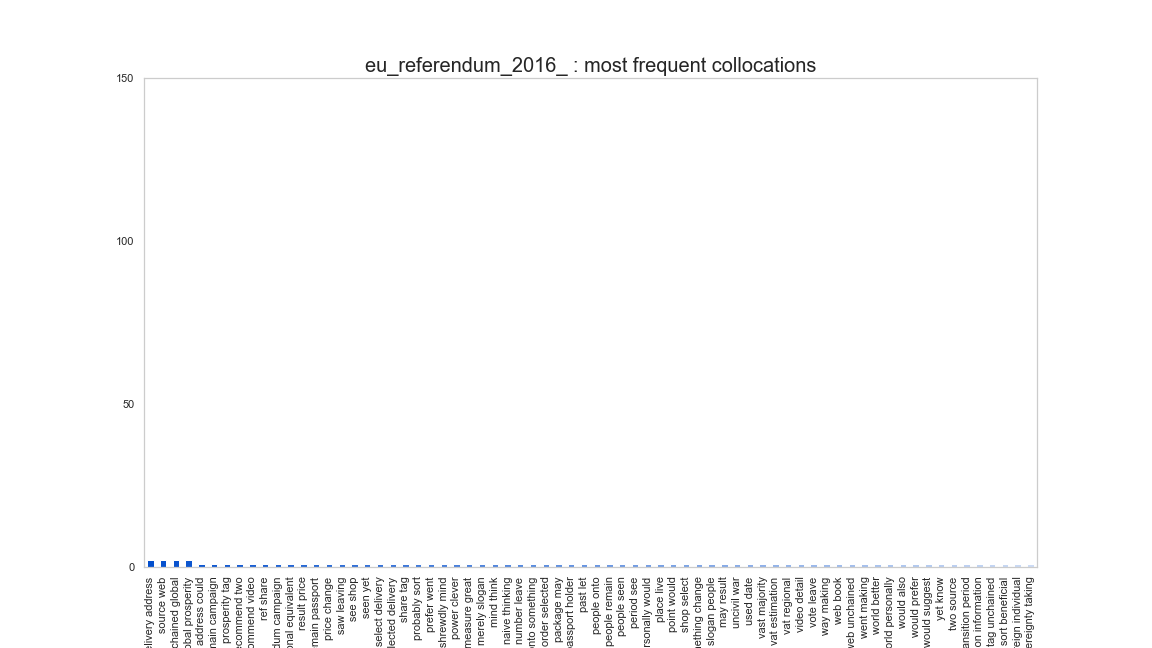 eu_referendum_2016_ : most frequent collocations
150
100
50
0
elivery address
source web
chained global
obal prosperity
address could
main campaign
prosperity tag
ecommend two
ommend video
ref share
dum campaign
onal equivalent
result price
main passport
price change
saw leaving
see shop
seen yet
select delivery
lected delivery
share tag
probably sort
prefer went
shrewdly mind
power clever
measure great
merely slogan
mind think
naive thinking
number leave
onto something
order selected
package may
passport holder
past let
people onto
people remain
people seen
period see
rsonally would
place live
point would
shop select
nething change
slogan people
may result
uncivil war
used date
vast majority
vat estimation
vat regional
video detail
vote leave
way making
web book
web unchained
went making
world better
orld personally
would also
would prefer
would suggest
yet know
two source
ansition period
on information
tag unchained
sort beneficial
reign individual
ereignty taking